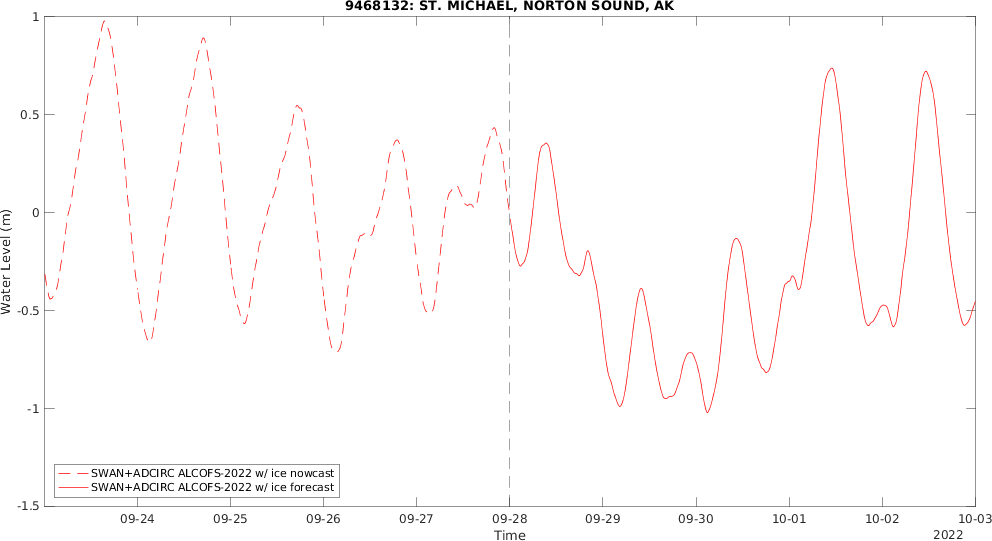 9468132: ST. MICHAEL, NORTON SOUND, AK
1
0.5
0
-0.5
-1
-1.5
Water Level (m)
SWAN+ADCIRC ALCOFS-2022 w/ ice nowcast
SWAN+ADCIRC ALCOFS-2022 w/ ice forecast
09-24 09-25 09-26 09-27 09-28 09-29 09-30 10-01 10-02 10-03
Time
2022